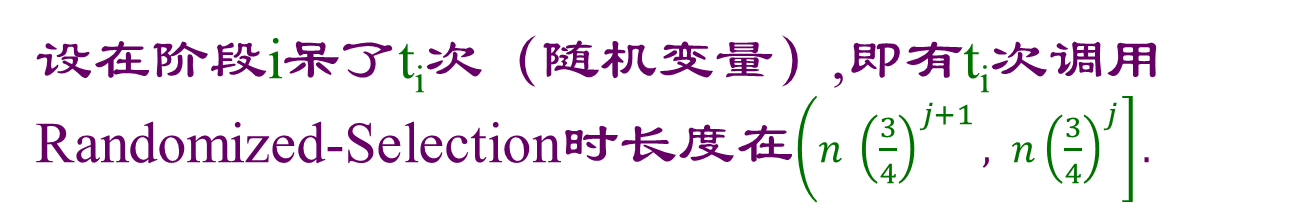 设在阶段i呆了tᵢ次（随机变量）,即有tᵢ次调用
Randomized-Selection时长度在(n (3/4)^{j+1}, n(3/4)^j].